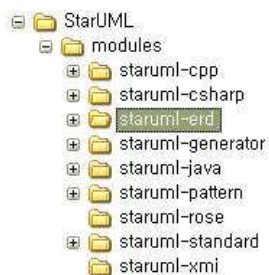 StarUML
modules
staruml-cpp
staruml-csharp
staruml-erd
staruml-generator
staruml-java
staruml-pattern
staruml-rose
staruml-standard
staruml-xmi